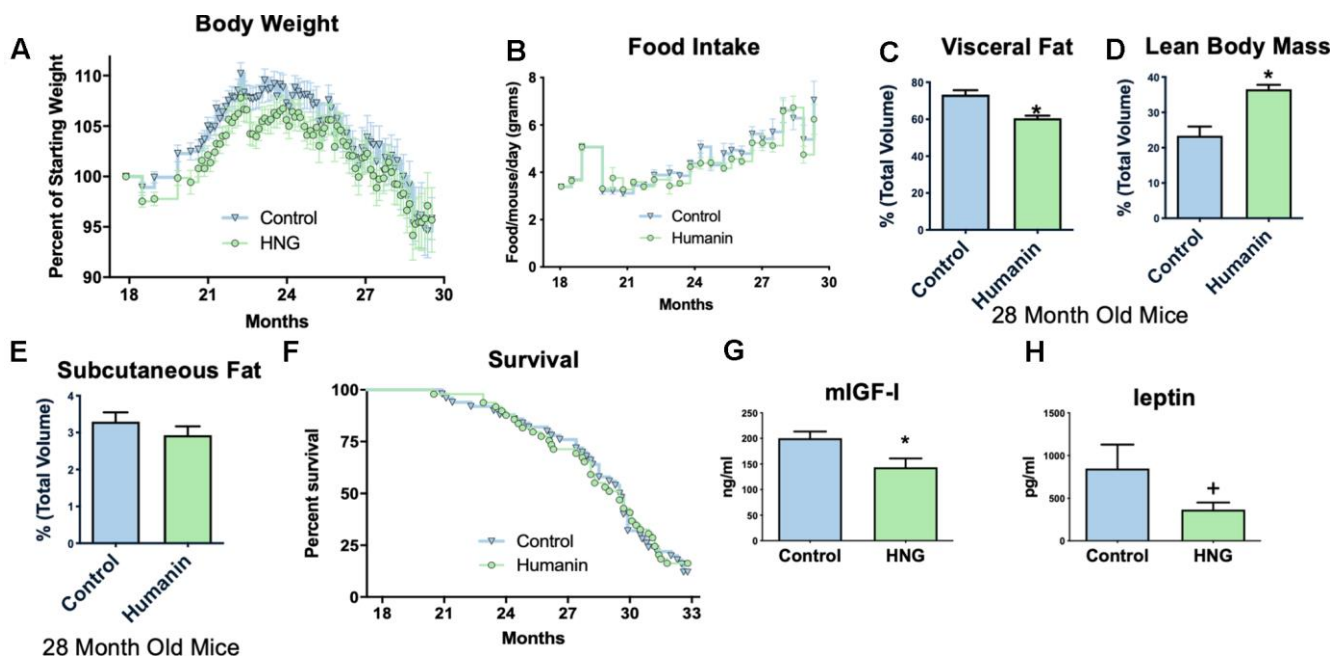 A
Body Weight
Percent of Starting Weight
110
105
100
95
90
Control
HNG
18
21
24
27
30
Months
B
Food Intake
Food/mouse/day (grams)
8
6
4
2
0
Control
Humanin
18
21
24
27
30
Months
C
Visceral Fat
% (Total Volume)
80
60
40
20
0
*
Control
Humanin
D
Lean Body Mass
% (Total Volume)
40
30
20
10
0
*
Control
Humanin
28 Month Old Mice
E
Subcutaneous Fat
% (Total Volume)
4
3
2
1
0
Control
Humanin
28 Month Old Mice
F
Survival
Percent survival
100
75
50
25
0
Control
Humanin
18
21
24
27
30
33
Months
G
mIGF-I
ng/ml
250
200
150
100
50
0
*
Control
HNG
H
leptin
pg/ml
1500
1000
500
0
+
Control
HNG